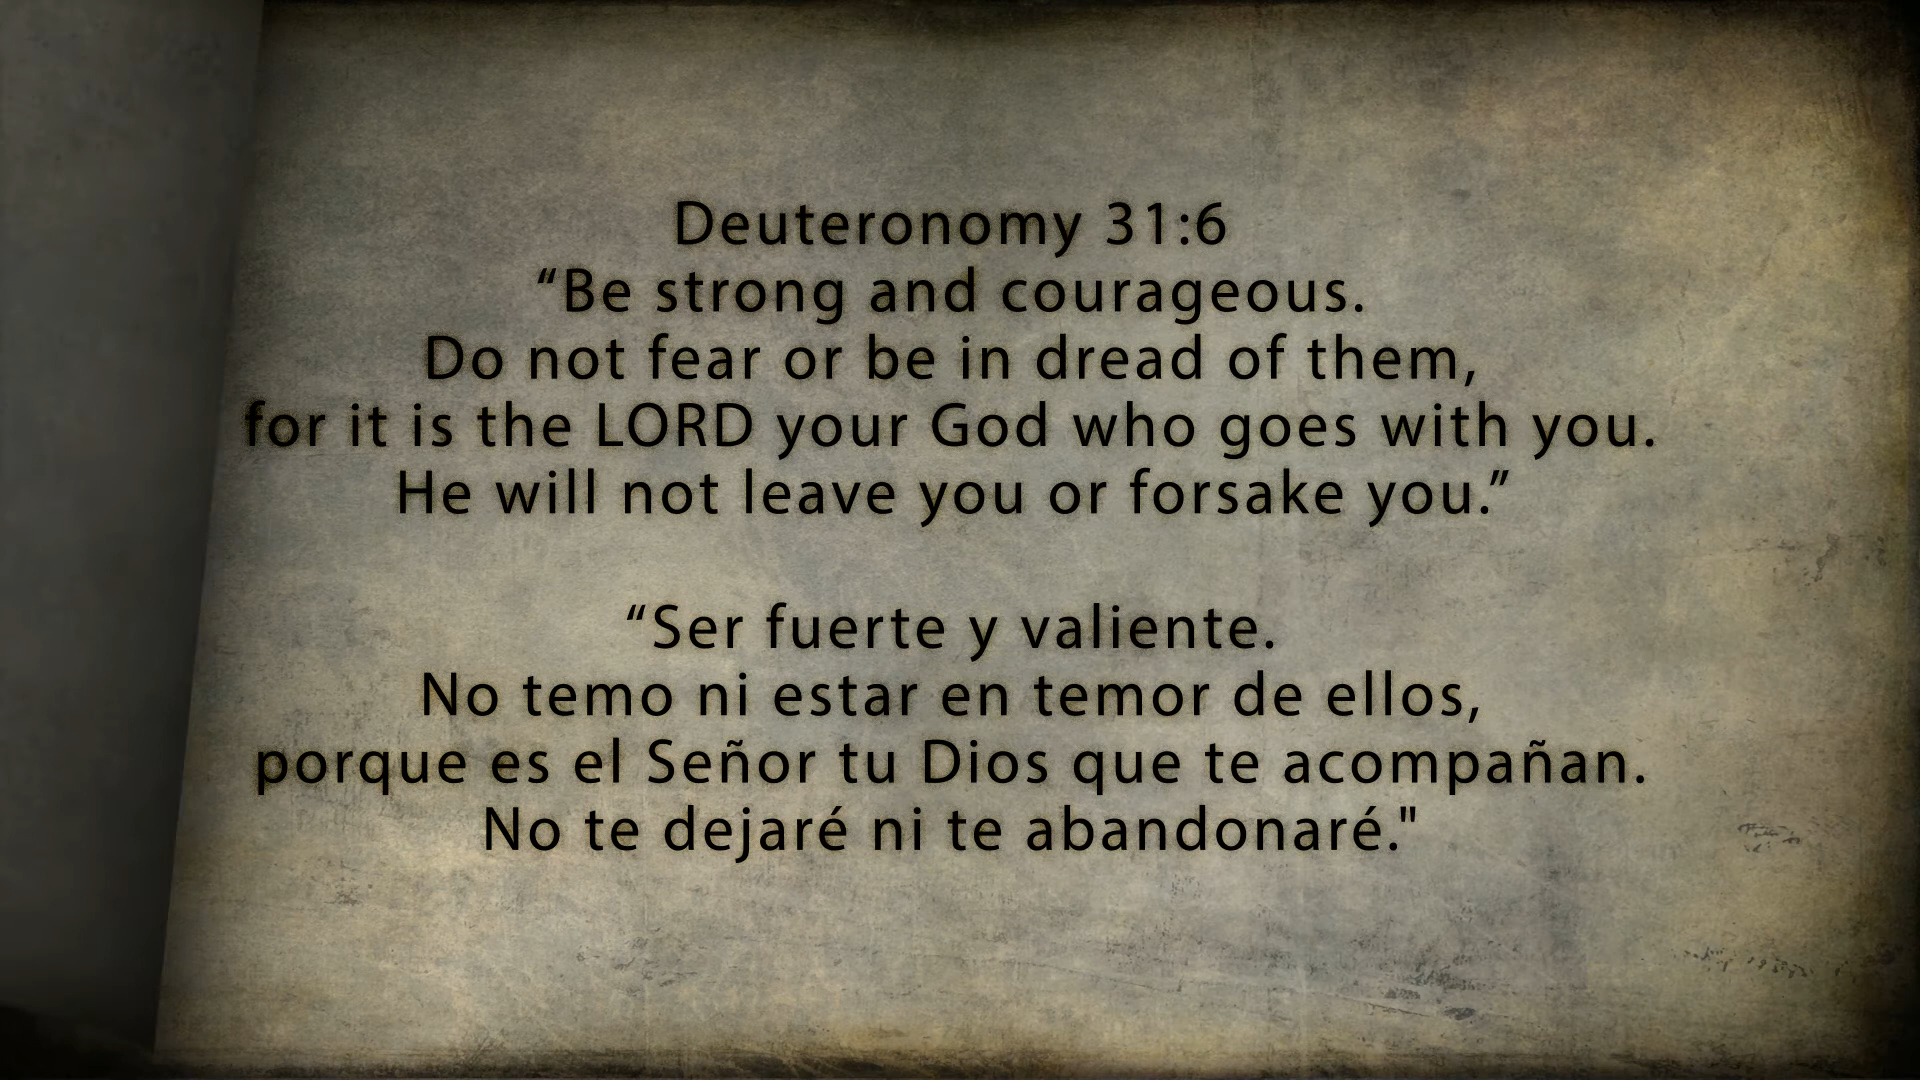 Deuteronomy 31:6
“Be strong and courageous.
Do not fear or be in dread of them,
for it is the LORD your God who goes with you.
He will not leave you or forsake you.”
“Ser fuerte y valiente.
No temo ni estar en temor de ellos,
porque es el Señor tu Dios que te acompañan.
No te dejaré ni te abandonaré."